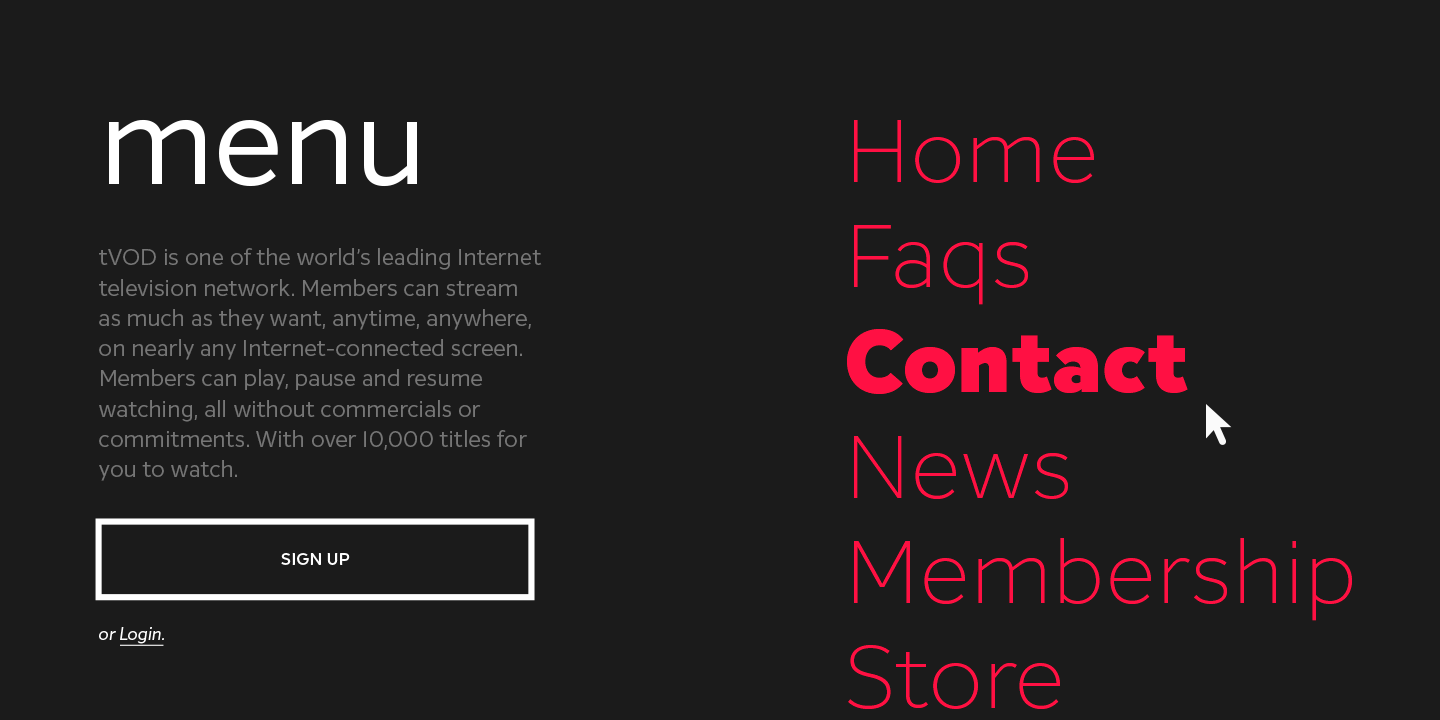 menu
tVOD is one of the world's leading Internet
television network. Members can stream
as much as they want, anytime, anywhere,
on nearly any Internet-connected screen.
Members can play, pause and resume
watching, all without commercials or
commitments. With over 10,000 titles for
you to watch.
SIGN UP
or Login.
Home
Faqs
Contact
News
Membership
Store